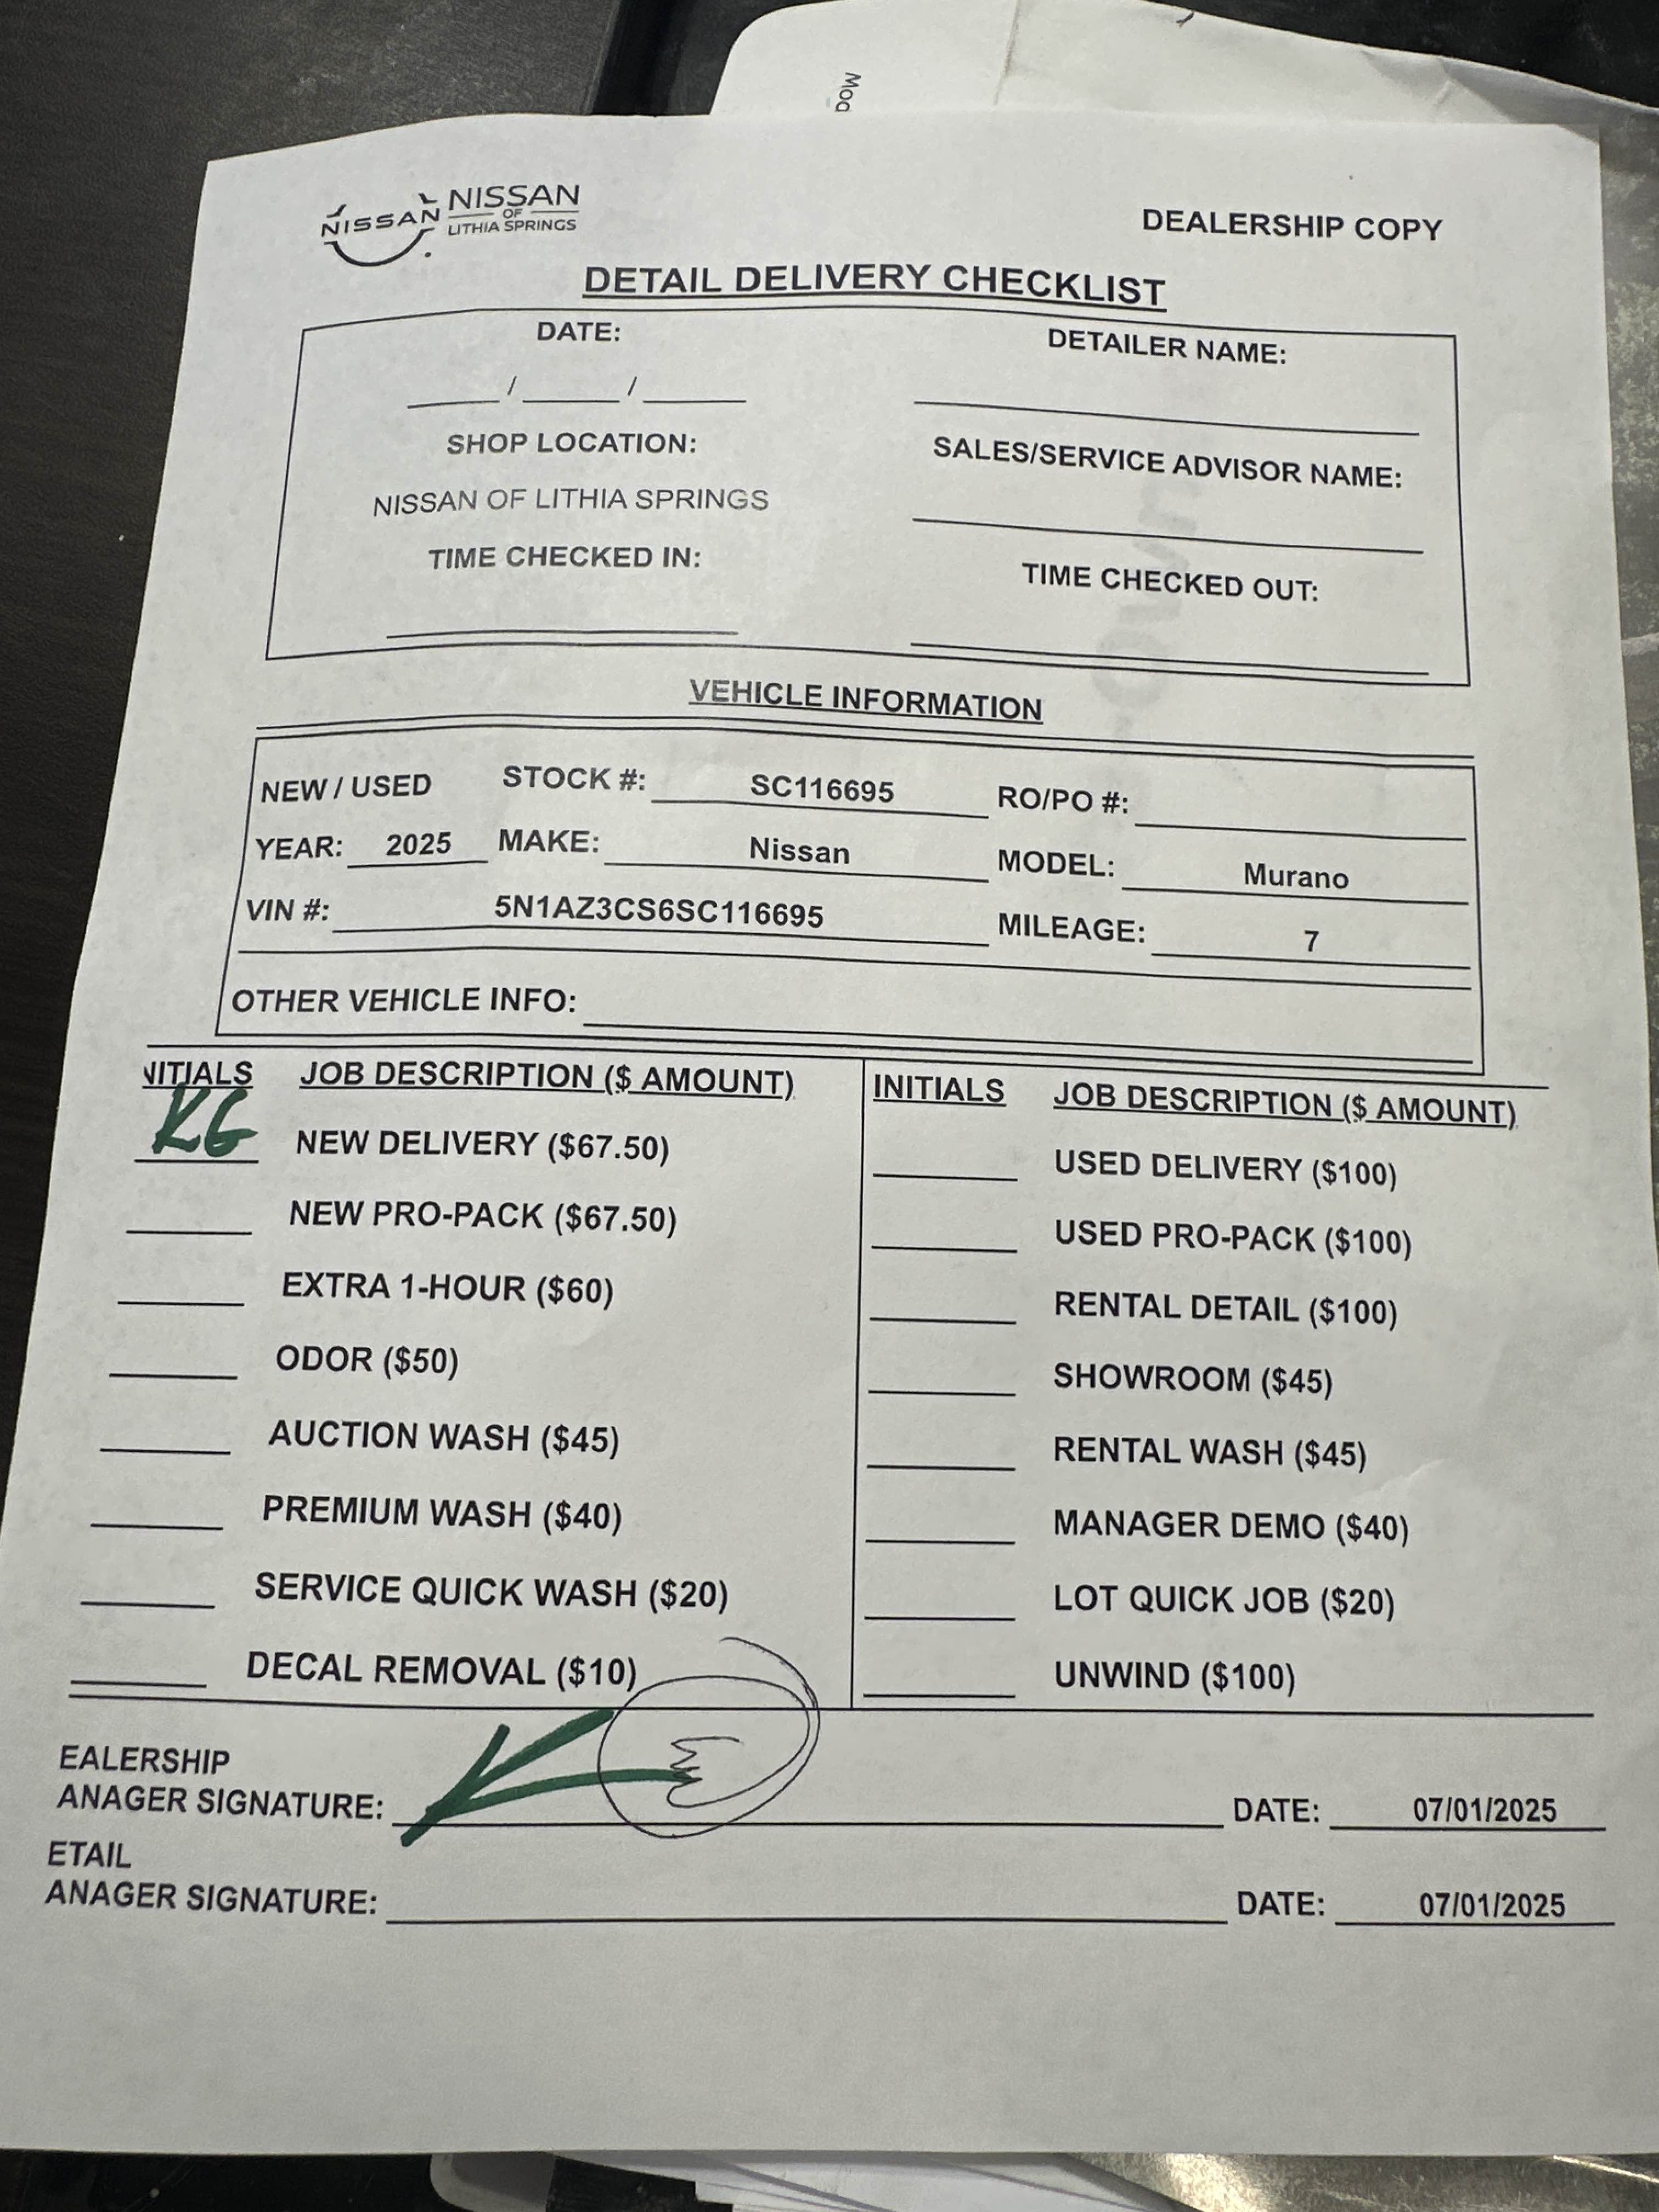 Mod
NISSAN
NISSAN
OF
LITHIA SPRINGS
DEALERSHIP COPY
DETAIL DELIVERY CHECKLIST
DATE:
DETAILER NAME:
____/____/____
SHOP LOCATION:
SALES/SERVICE ADVISOR NAME:
NISSAN OF LITHIA SPRINGS
TIME CHECKED IN:
TIME CHECKED OUT:
VEHICLE INFORMATION
NEW / USED STOCK #: SC116695 RO/PO #:
YEAR: 2025 MAKE: Nissan MODEL: Murano
VIN #: 5N1AZ3CS6SC116695 MILEAGE: 7
OTHER VEHICLE INFO:
NITIALS JOB DESCRIPTION ($ AMOUNT) INITIALS JOB DESCRIPTION ($ AMOUNT)
KG NEW DELIVERY ($67.50) USED DELIVERY ($100)
NEW PRO-PACK ($67.50) USED PRO-PACK ($100)
EXTRA 1-HOUR ($60) RENTAL DETAIL ($100)
ODOR ($50) SHOWROOM ($45)
AUCTION WASH ($45) RENTAL WASH ($45)
PREMIUM WASH ($40) MANAGER DEMO ($40)
SERVICE QUICK WASH ($20) LOT QUICK JOB ($20)
DECAL REMOVAL ($10) UNWIND ($100)
EALERSHIP
ANAGER SIGNATURE: DATE: 07/01/2025
ETAIL
ANAGER SIGNATURE: DATE: 07/01/2025